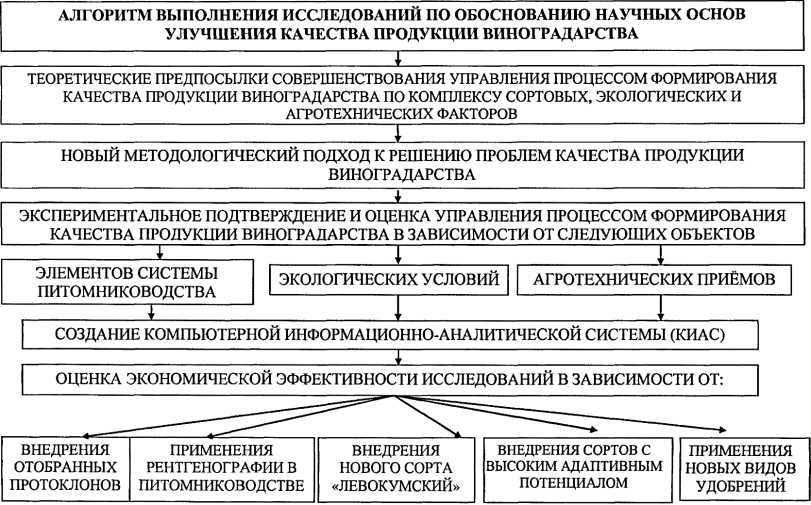 АЛГОРИТМ ВЫПОЛНЕНИЯ ИССЛЕДОВАНИЙ ПО ОБОСНОВАНИЮ НАУЧНЫХ ОСНОВ
УЛУЧШЕНИЯ КАЧЕСТВА ПРОДУКЦИИ ВИНОГРАДАРСТВА
ТЕОРЕТИЧЕСКИЕ ПРЕДПОСЫЛКИ СОВЕРШЕНСТВОВАНИЯ УПРАВЛЕНИЯ ПРОЦЕССОМ ФОРМИРОВАНИЯ
КАЧЕСТВА ПРОДУКЦИИ ВИНОГРАДАРСТВА ПО КОМПЛЕКСУ СОРТОВЫХ, ЭКОЛОГИЧЕСКИХ И
АГРОТЕХНИЧЕСКИХ ФАКТОРОВ
НОВЫЙ МЕТОДОЛОГИЧЕСКИЙ ПОДХОД К РЕШЕНИЮ ПРОБЛЕМ КАЧЕСТВА ПРОДУКЦИИ
ВИНОГРАДАРСТВА
ЭКСПЕРИМЕНТАЛЬНОЕ ПОДТВЕРЖДЕНИЕ И ОЦЕНКА УПРАВЛЕНИЯ ПРОЦЕССОМ ФОРМИРОВАНИЯ
КАЧЕСТВА ПРОДУКЦИИ ВИНОГРАДАРСТВА В ЗАВИСИМОСТИ ОТ СЛЕДУЮЩИХ ОБЪЕКТОВ
ЭЛЕМЕНТОВ СИСТЕМЫ
ПИТОМНИКОВОДСТВА
ЭКОЛОГИЧЕСКИХ УСЛОВИЙ
АГРОТЕХНИЧЕСКИХ ПРИЁМОВ
СОЗДАНИЕ КОМПЬЮТЕРНОЙ ИНФОРМАЦИОННО-АНАЛИТИЧЕСКОЙ СИСТЕМЫ (КИАС)
ОЦЕНКА ЭКОНОМИЧЕСКОЙ ЭФФЕКТИВНОСТИ ИССЛЕДОВАНИЙ В ЗАВИСИМОСТИ ОТ:
ВНЕДРЕНИЯ
ОТОБРАННЫХ
ПРОТОКЛОНОВ
ПРИМЕНЕНИЯ
РЕНТГЕНОГРАФИИ В
ПИТОМНИКОВОДСТВЕ
ВНЕДРЕНИЯ
НОВОГО СОРТА
«ЛЕВОКУМСКИЙ»
ВНЕДРЕНИЯ СОРТОВ С
ВЫСОКИМ АДАПТИВНЫМ
ПОТЕНЦИАЛОМ
ПРИМЕНЕНИЯ
НОВЫХ ВИДОВ
УДОБРЕНИЙ